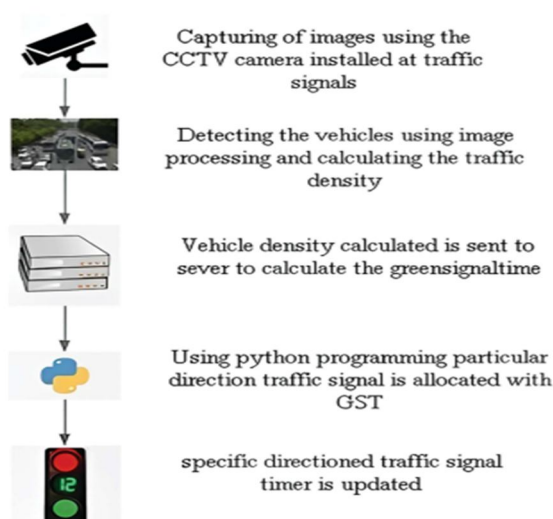 Capturing of images using the
CCTV camera installed at traffic
signals
Detecting the vehicles using image
processing and calculating the traffic
density
Vehicle density calculated is sent to
sever to calculate the greensignaltime
Using python programming particular
direction traffic signal is allocated with
GST
12
specific directioned traffic signal
timer is updated